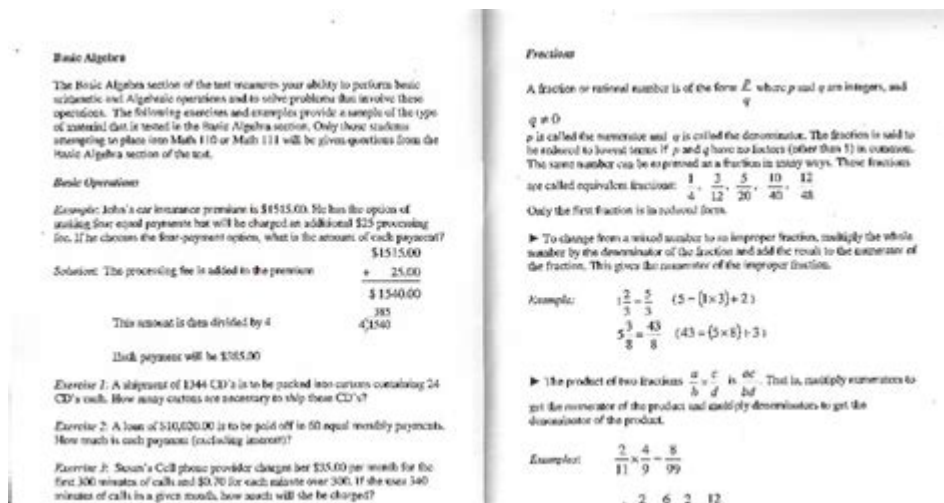 Basic Algebra
The Basic Algebra section of the test measures your ability to perform basic
arithmetic and Algebraic operations and to solve problems that involve these
operations. The following exercises and examples provide a sample of the type
of material that is tested in the Basic Algebra section. Only those students
attempting to place into Math 110 or Math 111 will be given questions from the
Basic Algebra section of the test.
Basic Operations
Example: John's car insurance premium is $1515.00. He has the option of
making four equal payments but will be charged an additional $25 processing
fee. If he chooses the four-payment option, what is the amount of each payment?
$1515.00
Solution: The processing fee is added to the premium + 25.00
$1540.00
385
This amount is then divided by 4 4)1540
Each payment will be $385.00
Exercise 1: A shipment of 1344 CD's is to be packed into cartons containing 24
CD's each. How many cartons are necessary to ship these CD's?
Exercise 2: A loan of $10,020.00 is to be paid off in 60 equal monthly payments.
How much is each payment (excluding interest)?
Exercise 3: Susan's Cell phone provider charges her $35.00 per month for the
first 300 minutes of calls and $0.70 for each minute over 300. If she uses 340
minutes of calls in a given month, how much will she be charged?
Fractions
A fraction or rational number is of the form p/q where p and q are integers, and
q ≠ 0
p is called the numerator and q is called the denominator. The fraction is said to
be reduced to lowest terms if p and q have no factors (other than 1) in common.
The same number can be expressed as a fraction in many ways. These fractions
are called equivalent fractions: 1/4, 3/12, 5/20, 10/40, 12/48
Only the first fraction is in reduced form.
► To change from a mixed number to an improper fraction, multiply the whole
number by the denominator of the fraction and add the result to the numerator of
the fraction. This gives the numerator of the improper fraction.
Example: 1 2/3 = 5/3 (5 = (1×3)+2)
5 3/8 = 43/8 (43 = (5×8)+3)
► The product of two fractions a/b × c/d is ac/bd. That is, multiply numerators to
get the numerator of the product and multiply denominators to get the
denominator of the product.
Examples: 2/11 × 4/9 = 8/99
2 6 2 12